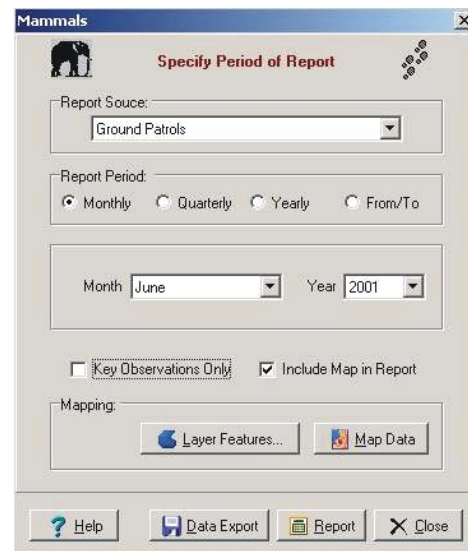 Mammals
Specify Period of Report
Report Souce:
Ground Patrols
Report Period:
Monthly Quarterly Yearly From/To
Month June Year 2001
Key Observations Only Include Map in Report
Mapping:
Layer Features... Map Data
Help Data Export Report Close